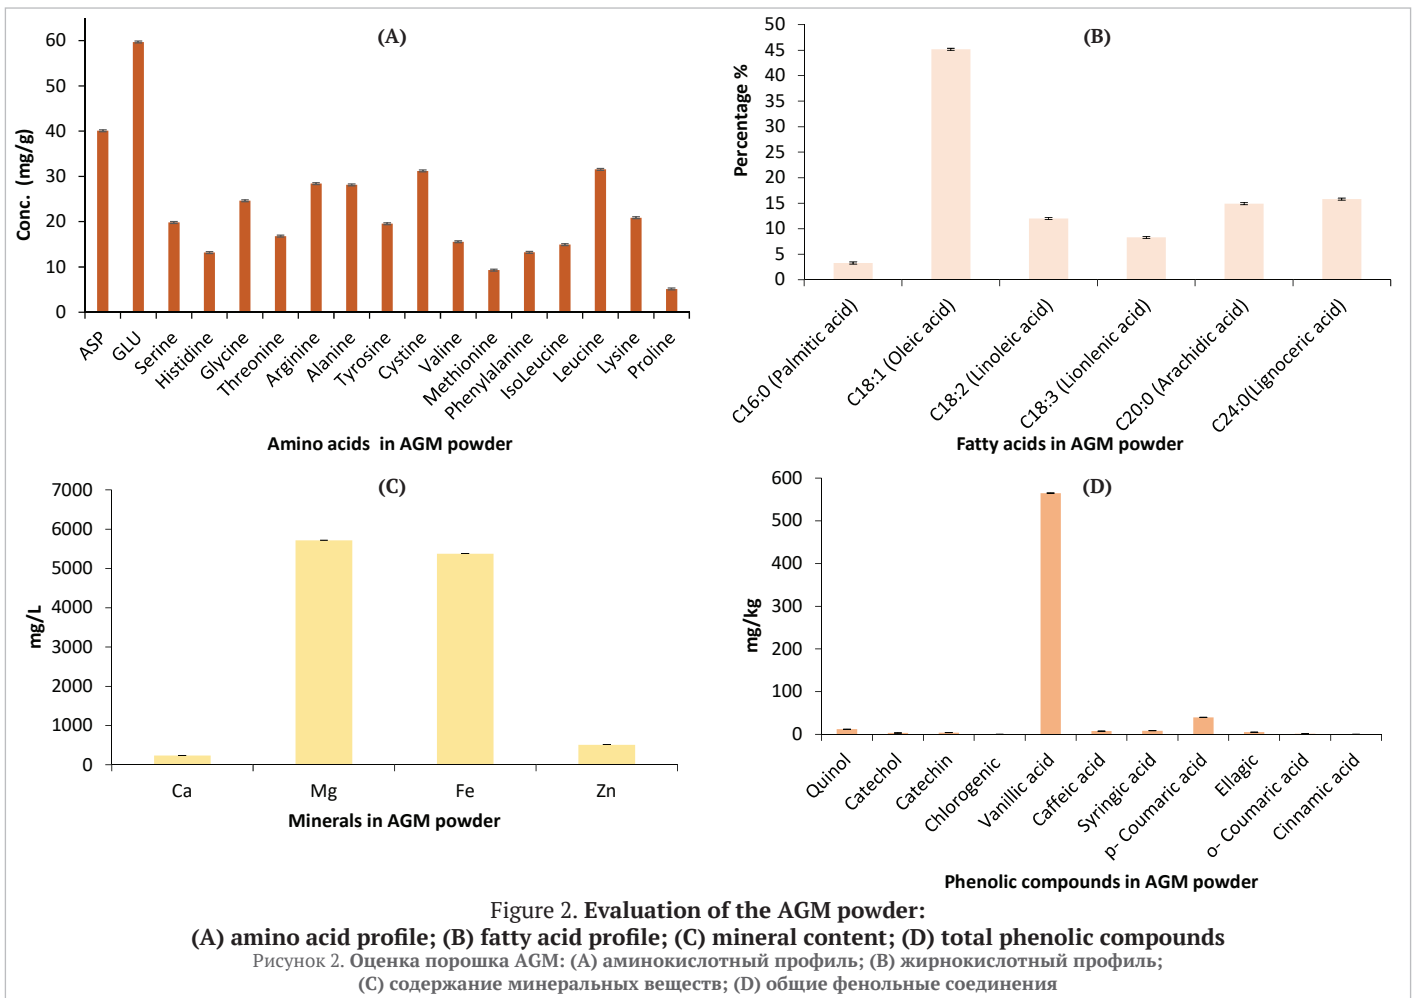 (A)
Conc. (mg/g)
60
50
40
30
20
10
0
ASP
GLU
Serine
Histidine
Glycine
Threonine
Arginine
Alanine
Tyrosine
Cystine
Valine
Methionine
Phenylalanine
IsoLeucine
Leucine
Lysine
Proline
Amino acids in AGM powder
(B)
Percentage %
50
45
40
35
30
25
20
15
10
5
0
C16:0 (Palmitic acid)
C18:1 (Oleic acid)
C18:2 (Linoleic acid)
C18:3 (Lionlenic acid)
C20:0 (Arachidic acid)
C24:0(Lignoceric acid)
Fatty acids in AGM powder
(C)
mg/L
7000
6000
5000
4000
3000
2000
1000
0
Ca
Mg
Fe
Zn
Minerals in AGM powder
(D)
mg/kg
600
500
400
300
200
100
0
Quinol
Catechol
Catechin
Chlorogenic
Vanillic acid
Caffeic acid
Syringic acid
p- Coumaric acid
Ellagic
o- Coumaric acid
Cinnamic acid
Phenolic compounds in AGM powder
Figure 2. Evaluation of the AGM powder:
(A) amino acid profile; (B) fatty acid profile; (C) mineral content; (D) total phenolic compounds
Рисунок 2. Оценка порошка AGM: (A) аминокислотный профиль; (B) жирнокислотный профиль;
(C) содержание минеральных веществ; (D) общие фенольные соединения